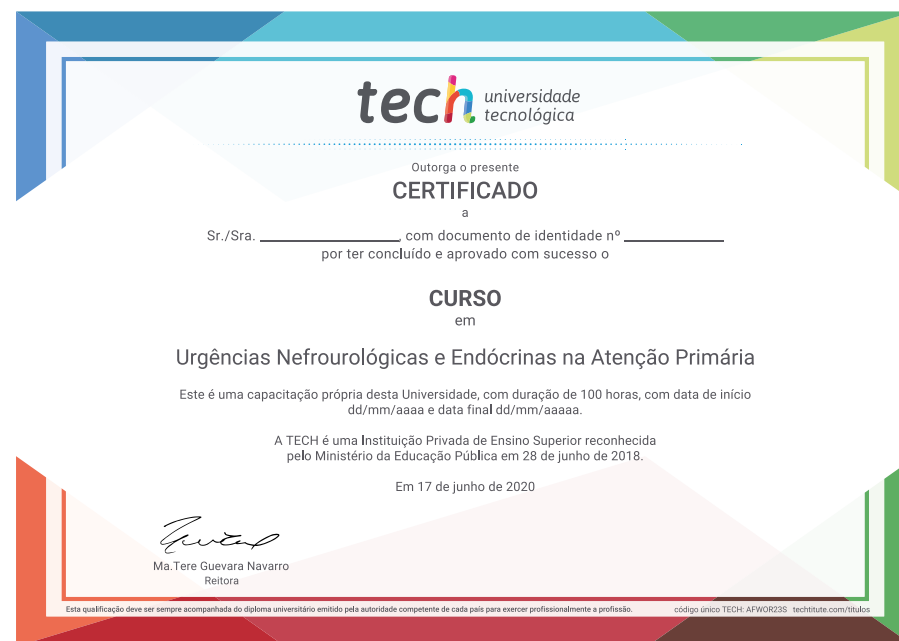 tech universidade
tecnológica
Outorga o presente
CERTIFICADO
a
Sr./Sra. ____________, com documento de identidade nº ____________
por ter concluído e aprovado com sucesso o
CURSO
em
Urgências Nefrourológicas e Endócrinas na Atenção Primária
Este é uma capacitação própria desta Universidade, com duração de 100 horas, com data de início
dd/mm/aaaa e data final dd/mm/aaaaa.
A TECH é uma Instituição Privada de Ensino Superior reconhecida
pelo Ministério da Educação Pública em 28 de junho de 2018.
Em 17 de junho de 2020
Ma.Tere Guevara Navarro
Reitora
Esta qualificação deve ser sempre acompanhada do diploma universitário emitido pela autoridade competente de cada país para exercer profissionalmente a profissão. código único TECH: AFWOR23S techtitute.com/titulos